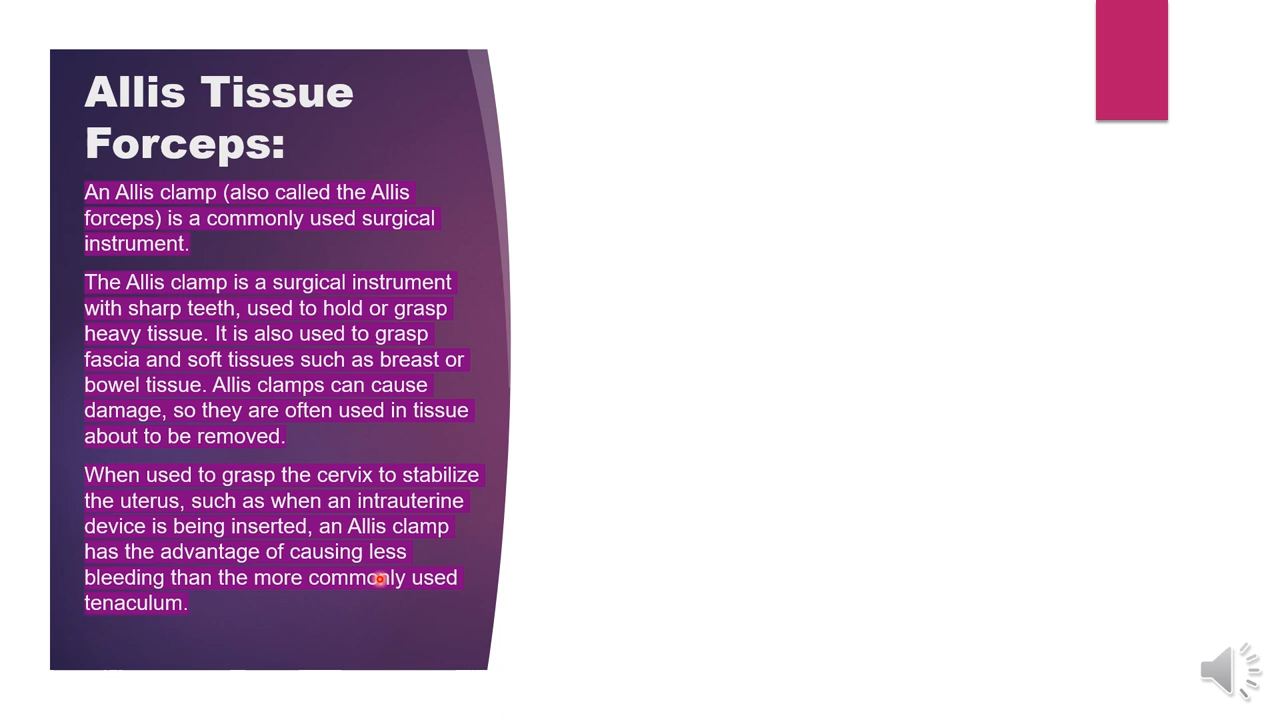 Allis Tissue
Forceps:
An Allis clamp (also called the Allis
forceps) is a commonly used surgical
instrument.
The Allis clamp is a surgical instrument
with sharp teeth, used to hold or grasp
heavy tissue. It is also used to grasp
fascia and soft tissues such as breast or
bowel tissue. Allis clamps can cause
damage, so they are often used in tissue
about to be removed.
When used to grasp the cervix to stabilize
the uterus, such as when an intrauterine
device is being inserted, an Allis clamp
has the advantage of causing less
bleeding than the more commonly used
tenaculum.